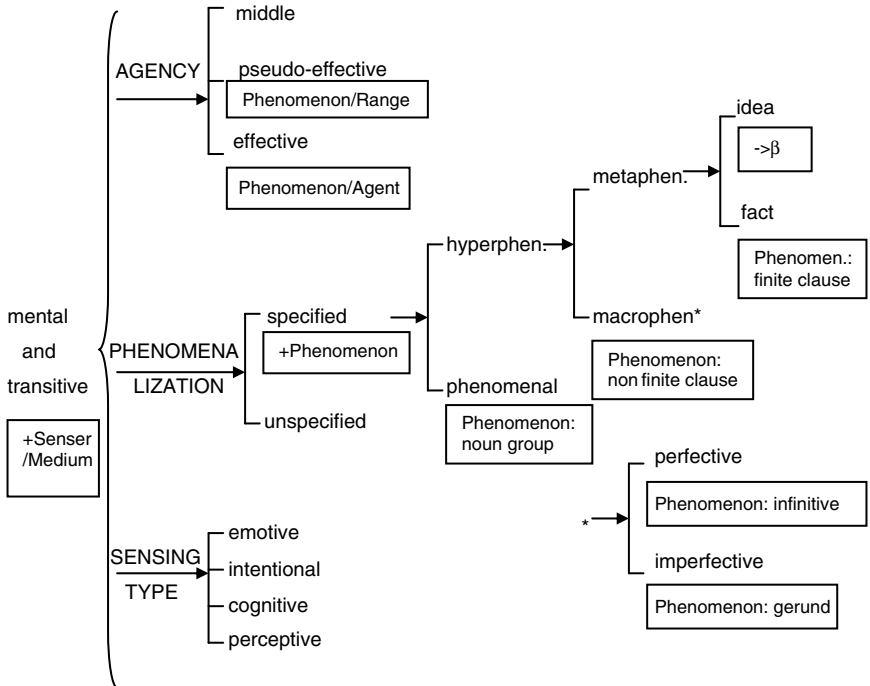 middle
AGENCY
pseudo-effective
Phenomenon/Range
effective
Phenomenon/Agent
mental
and
transitive
+Senser
/Medium
PHENOMENA
LIZATION
specified
+Phenomenon
unspecified
hyperphen.
phenomenal
Phenomenon:
noun group
metaphen.
macrophen*
Phenomenon:
non finite clause
idea
->β
fact
Phenomen.:
finite clause
SENSING
TYPE
emotive
intentional
cognitive
perceptive
*
perfective
Phenomenon: infinitive
imperfective
Phenomenon: gerund